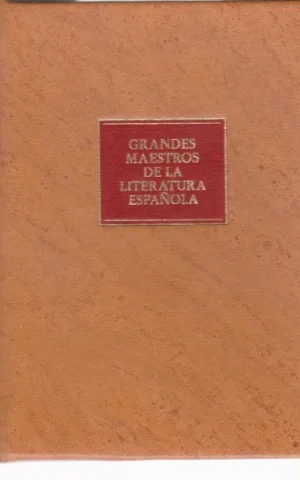 GRANDES
MAESTROS
DE LA
LITERATURA
ESPAÑOLA